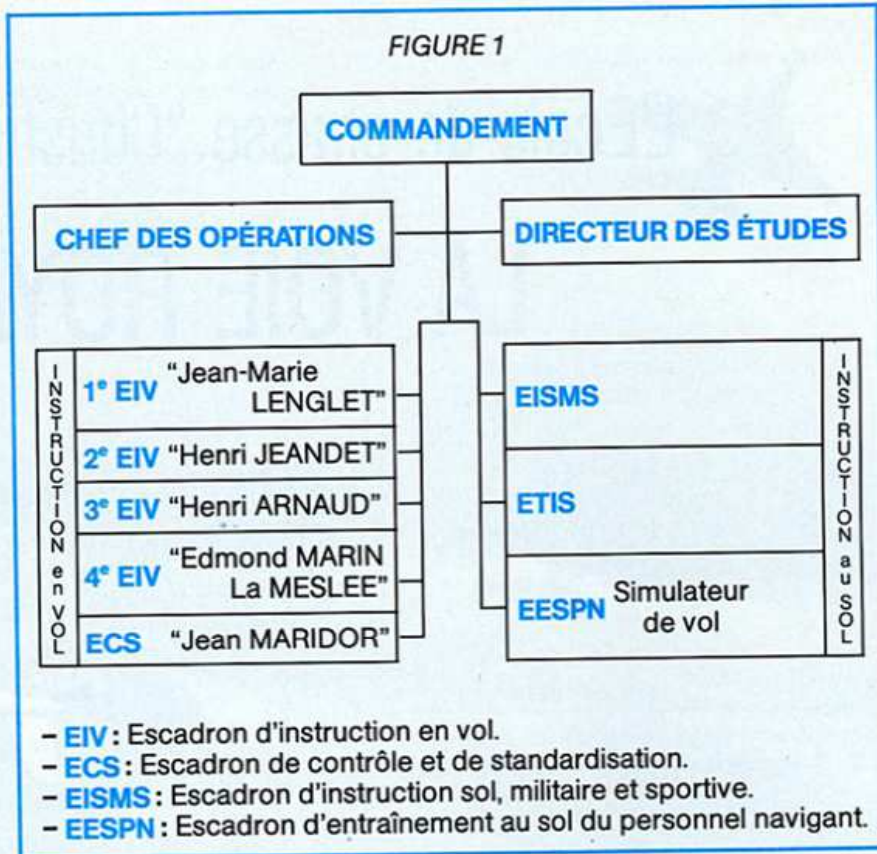 FIGURE 1
COMMANDEMENT
CHEF DES OPÉRATIONS
DIRECTEUR DES ÉTUDES
INSTRUCTION en VOL
1e EIV "Jean-Marie
LENGLET"
2e EIV "Henri JEANDET"
3e EIV "Henri ARNAUD"
4e EIV "Edmond MARIN
La MESLEE"
ECS "Jean MARIDOR"
EISMS
ETIS
EESPN Simulateur
de vol
INSTRUCTION au SOL
– EIV : Escadron d'instruction en vol.
– ECS : Escadron de contrôle et de standardisation.
– EISMS : Escadron d'instruction sol, militaire et sportive.
– EESPN : Escadron d'entraînement au sol du personnel navigant.